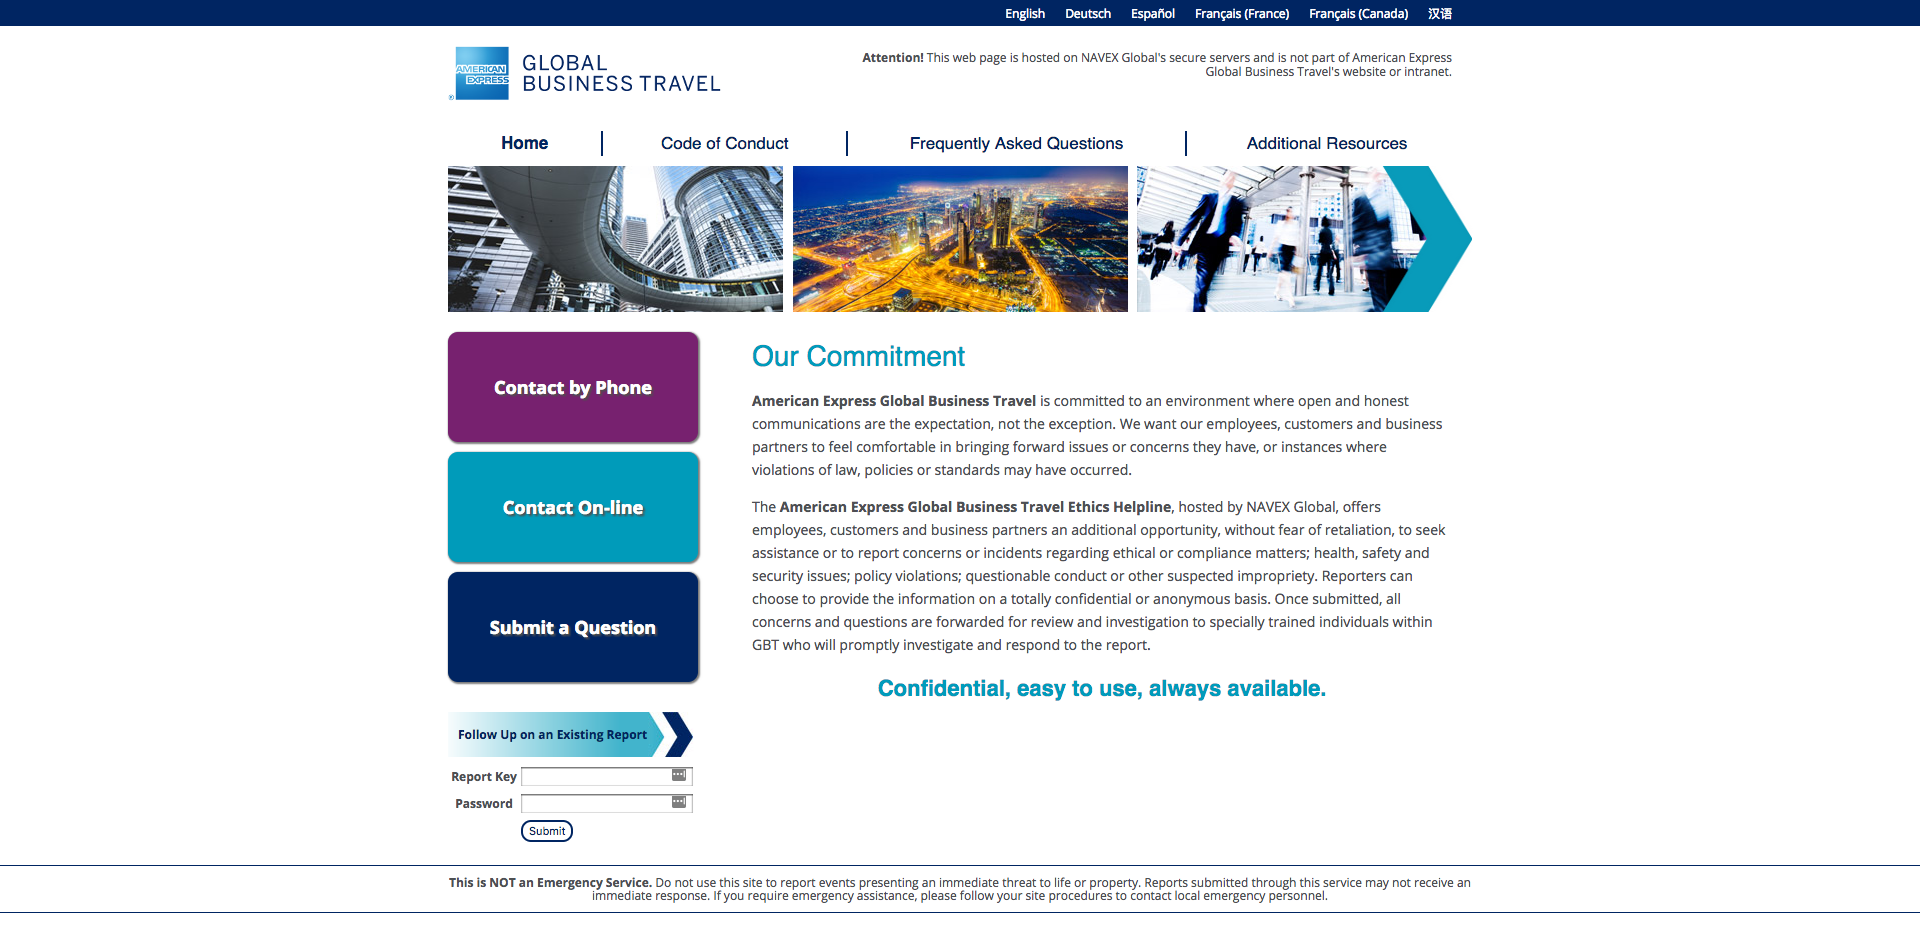 English Deutsch Español Français (France) Français (Canada) 汉语
AMERICAN EXPRESS ®
GLOBAL
BUSINESS TRAVEL
Attention! This web page is hosted on NAVEX Global's secure servers and is not part of American Express
Global Business Travel's website or intranet.
Home Code of Conduct Frequently Asked Questions Additional Resources
Contact by Phone
Contact On-line
Submit a Question
Follow Up on an Existing Report
Report Key
Password
Submit
Our Commitment
American Express Global Business Travel is committed to an environment where open and honest
communications are the expectation, not the exception. We want our employees, customers and business
partners to feel comfortable in bringing forward issues or concerns they have, or instances where
violations of law, policies or standards may have occurred.
The American Express Global Business Travel Ethics Helpline, hosted by NAVEX Global, offers
employees, customers and business partners an additional opportunity, without fear of retaliation, to seek
assistance or to report concerns or incidents regarding ethical or compliance matters; health, safety and
security issues; policy violations; questionable conduct or other suspected impropriety. Reporters can
choose to provide the information on a totally confidential or anonymous basis. Once submitted, all
concerns and questions are forwarded for review and investigation to specially trained individuals within
GBT who will promptly investigate and respond to the report.
Confidential, easy to use, always available.
This is NOT an Emergency Service. Do not use this site to report events presenting an immediate threat to life or property. Reports submitted through this service may not receive an
immediate response. If you require emergency assistance, please follow your site procedures to contact local emergency personnel.